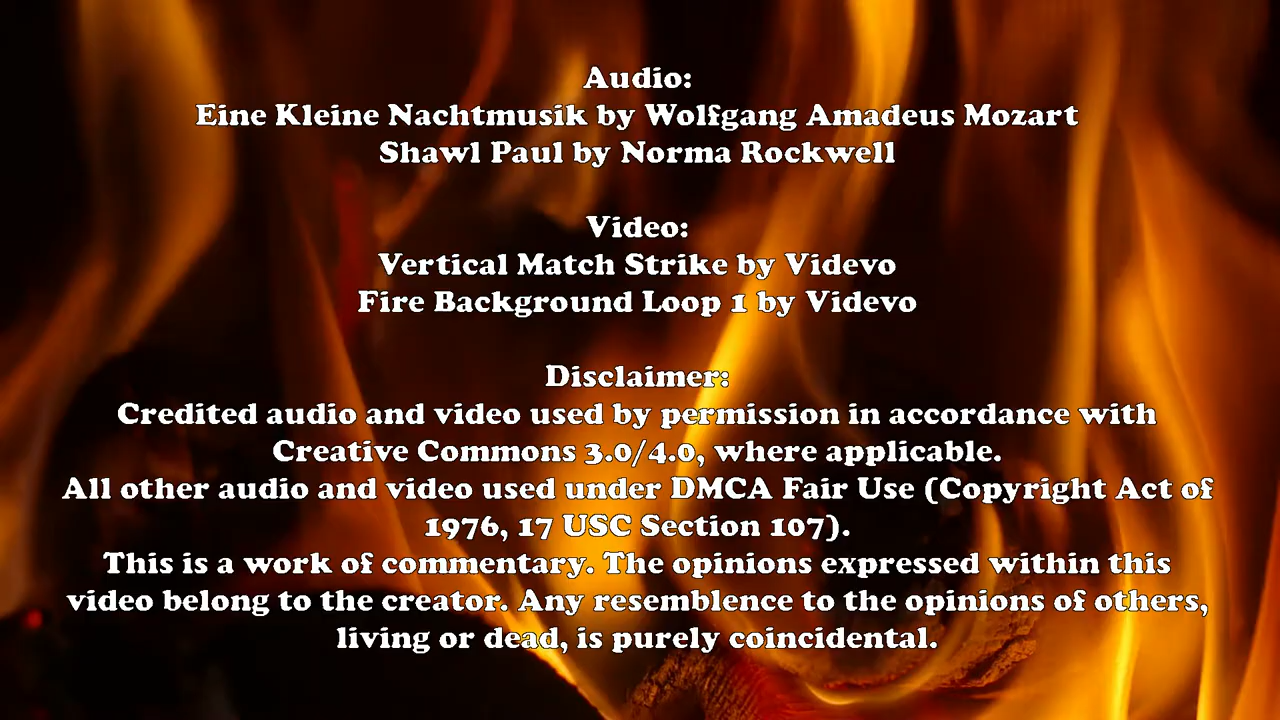 Audio:
Eine Kleine Nachtmusik by Wolfgang Amadeus Mozart
Shawl Paul by Norma Rockwell
Video:
Vertical Match Strike by Videvo
Fire Background Loop 1 by Videvo
Disclaimer:
Credited audio and video used by permission in accordance with
Creative Commons 3.0/4.0, where applicable.
All other audio and video used under DMCA Fair Use (Copyright Act of
1976, 17 USC Section 107).
This is a work of commentary. The opinions expressed within this
video belong to the creator. Any resemblence to the opinions of others,
living or dead, is purely coincidental.